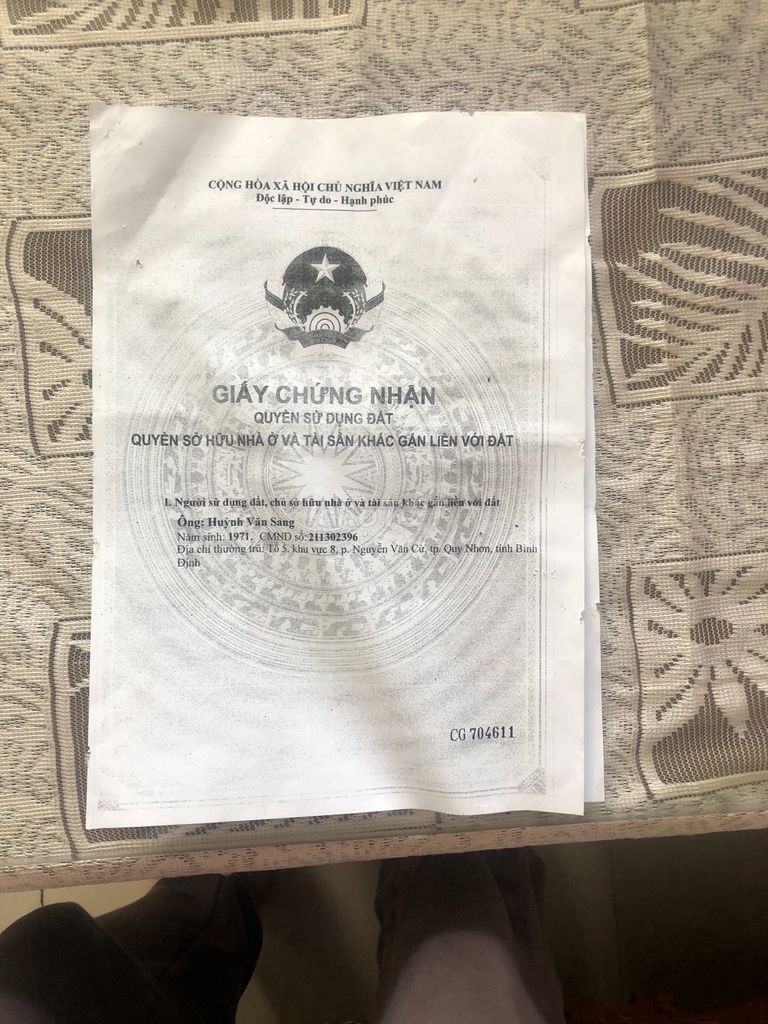 CỘNG HÒA XÃ HỘI CHỦ NGHĨA VIỆT NAM
Độc lập - Tự do - Hạnh phúc
GIẤY CHỨNG NHẬN
QUYỀN SỬ DỤNG ĐẤT
QUYỀN SỞ HỮU NHÀ Ở VÀ TÀI SẢN KHÁC GẮN LIỀN VỚI ĐẤT
I. Người sử dụng đất, chủ sở hữu nhà ở và tài sản khác gắn liền với đất
Ông: Huỳnh Văn Sang
Năm sinh: 1971, CMND số: 211302396
Địa chỉ thường trú: Tổ 5, khu vực 8, p. Nguyễn Văn Cừ, tp. Quy Nhơn, tỉnh Bình
Định
CG 704611